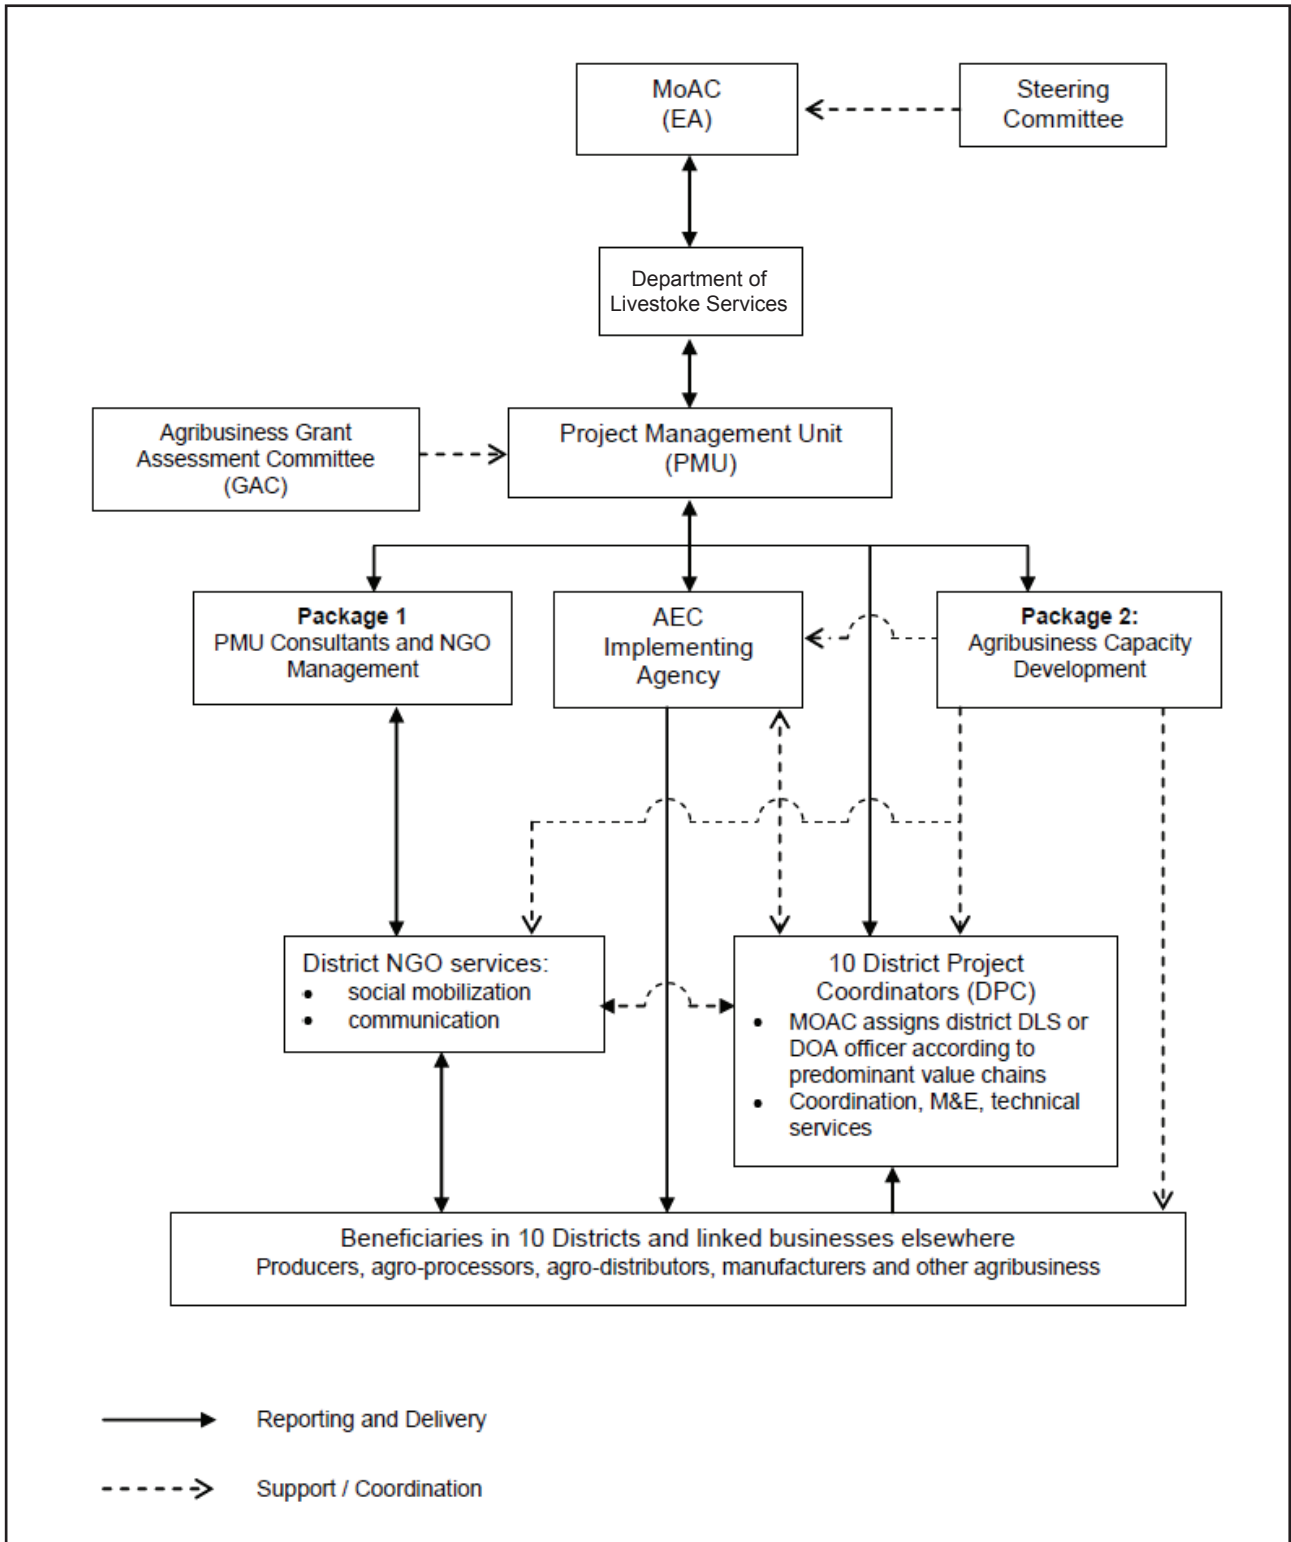 MoAC
(EA)
Steering
Committee
Department of
Livestoke Services
Agribusiness Grant
Assessment Committee
(GAC)
Project Management Unit
(PMU)
Package 1
PMU Consultants and NGO
Management
AEC
Implementing
Agency
Package 2:
Agribusiness Capacity
Development
District NGO services:
• social mobilization
• communication
10 District Project
Coordinators (DPC)
• MOAC assigns district DLS or
DOA officer according to
predominant value chains
• Coordination, M&E, technical
services
Beneficiaries in 10 Districts and linked businesses elsewhere
Producers, agro-processors, agro-distributors, manufacturers and other agribusiness
Reporting and Delivery
Support / Coordination